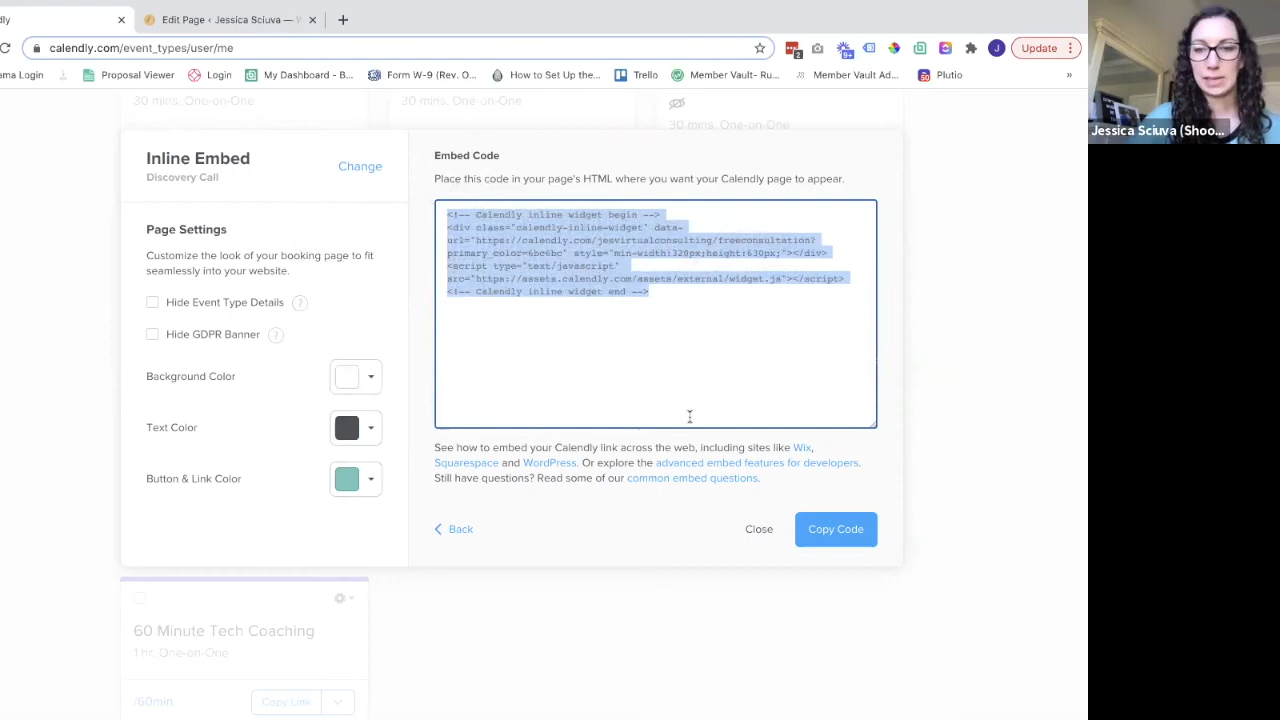 ly
Edit Page ‹ Jessica Sciuva — W
calendly.com/event_types/user/me
2
9+
J
Update
ama Login
Proposal Viewer
Login
My Dashboard - B...
Form W-9 (Rev. O...
How to Set Up the...
Trello
Member Vault- Ru...
Member Vault Ad...
50
Plutio
»
30 mins, One-on-One
30 mins, One-on-One
30 mins, One-on-One
Inline Embed
Discovery Call
Change
Page Settings
Customize the look of your booking page to fit
seamlessly into your website.
Hide Event Type Details
?
Hide GDPR Banner
?
Background Color
Text Color
Button & Link Color
Embed Code
Place this code in your page's HTML where you want your Calendly page to appear.
<!-- Calendly inline widget begin -->
<div class="calendly-inline-widget" data-
url="https://calendly.com/jesvirtualconsulting/freeconsultation?
primary_color=6bc6bc" style="min-width:320px;height:630px;"></div>
<script type="text/javascript"
src="https://assets.calendly.com/assets/external/widget.js"></script>
<!-- Calendly inline widget end -->
See how to embed your Calendly link across the web, including sites like Wix,
Squarespace and WordPress. Or explore the advanced embed features for developers.
Still have questions? Read some of our common embed questions.
Back
Close
Copy Code
60 Minute Tech Coaching
1 hr, One-on-One
/60min
Copy Link
Jessica Sciuva (Shoo...